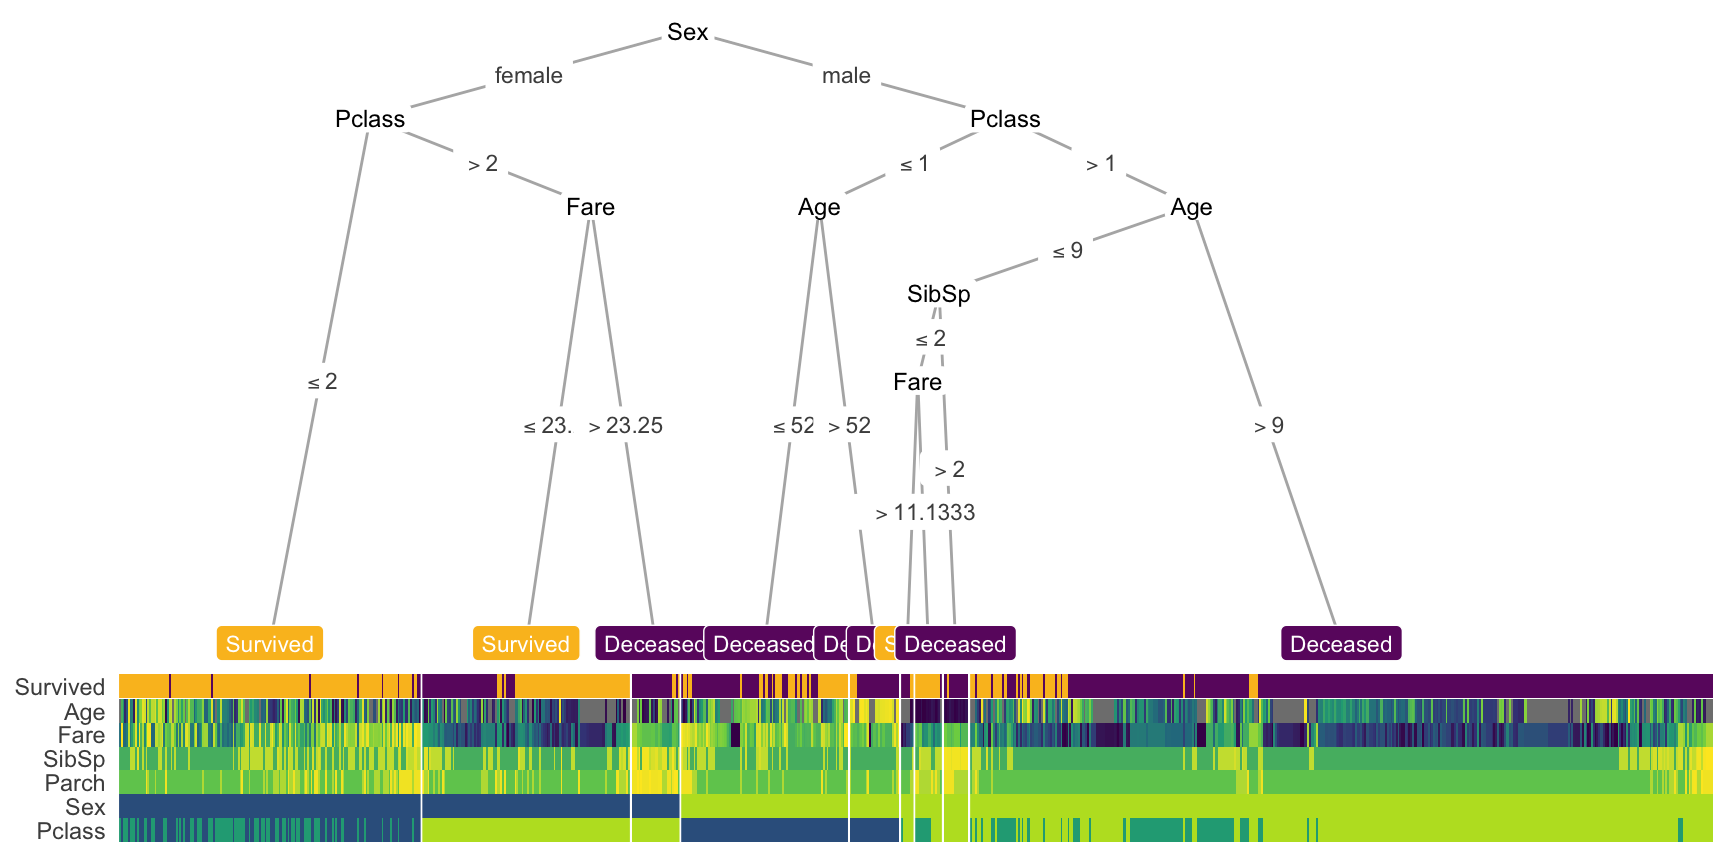 Sex
female
male
Pclass
Pclass
> 2
≤ 1
> 1
Fare
Age
Age
≤ 9
SibSp
≤ 2
Fare
≤ 2
≤ 23.
> 23.25
≤ 52
> 52
> 9
> 2
> 11.1333
Survived
Survived
Deceased
Deceased
De
D
S
Deceased
Deceased
Survived
Age
Fare
SibSp
Parch
Sex
Pclass